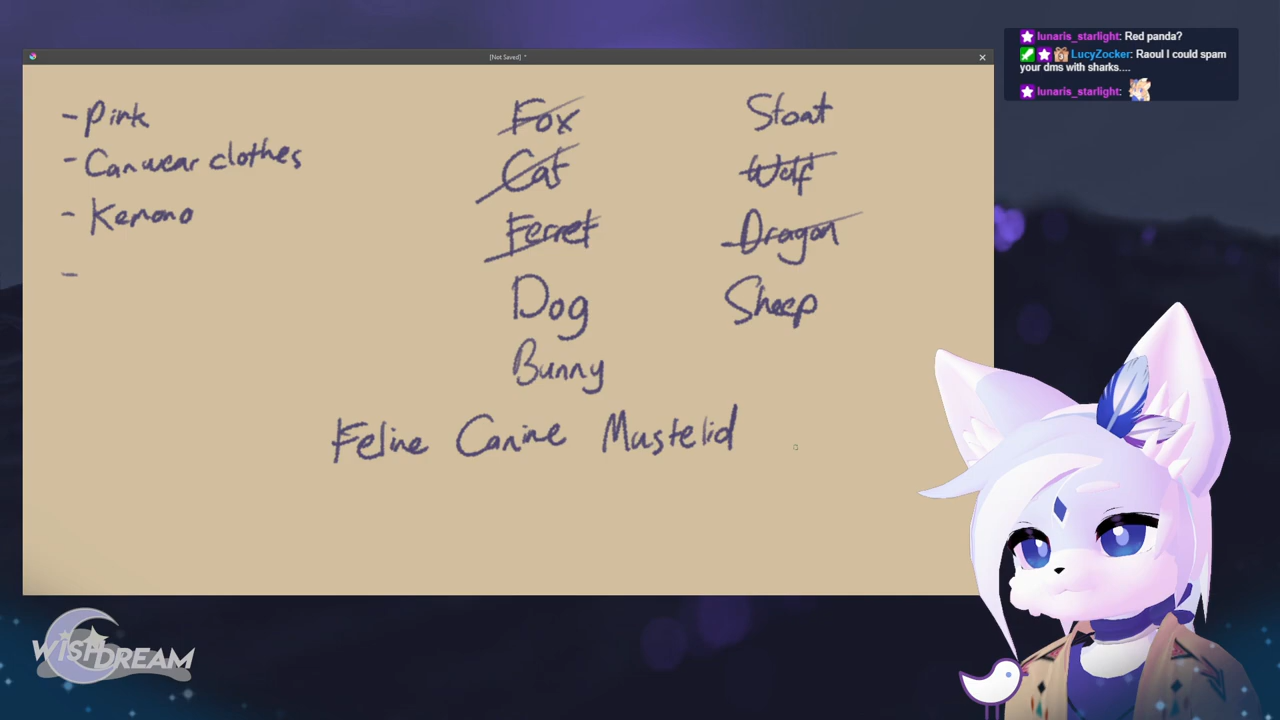 [Not Saved] *
- Pink
- Can wear clothes
- Kemono
-
Fox
Cat
Ferret
Dog
Bunny
Stoat
Wolf
Dragon
Sheep
Feline Canine Mustelid
lunaris_starlight: Red panda?
LucyZocker: Raoul I could spam
your dms with sharks....
lunaris_starlight:
WISHDREAM